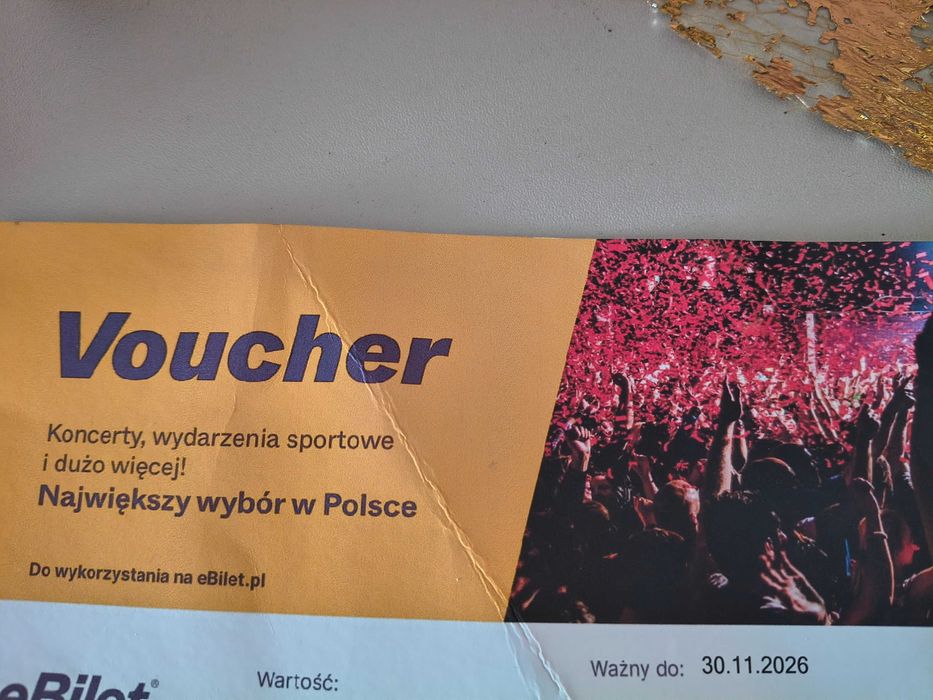 Voucher
Koncerty, wydarzenia sportowe
i dużo więcej!
Największy wybór w Polsce
Do wykorzystania na eBilet.pl
Ważny do: 30.11.2026
eBilet®
Wartość: